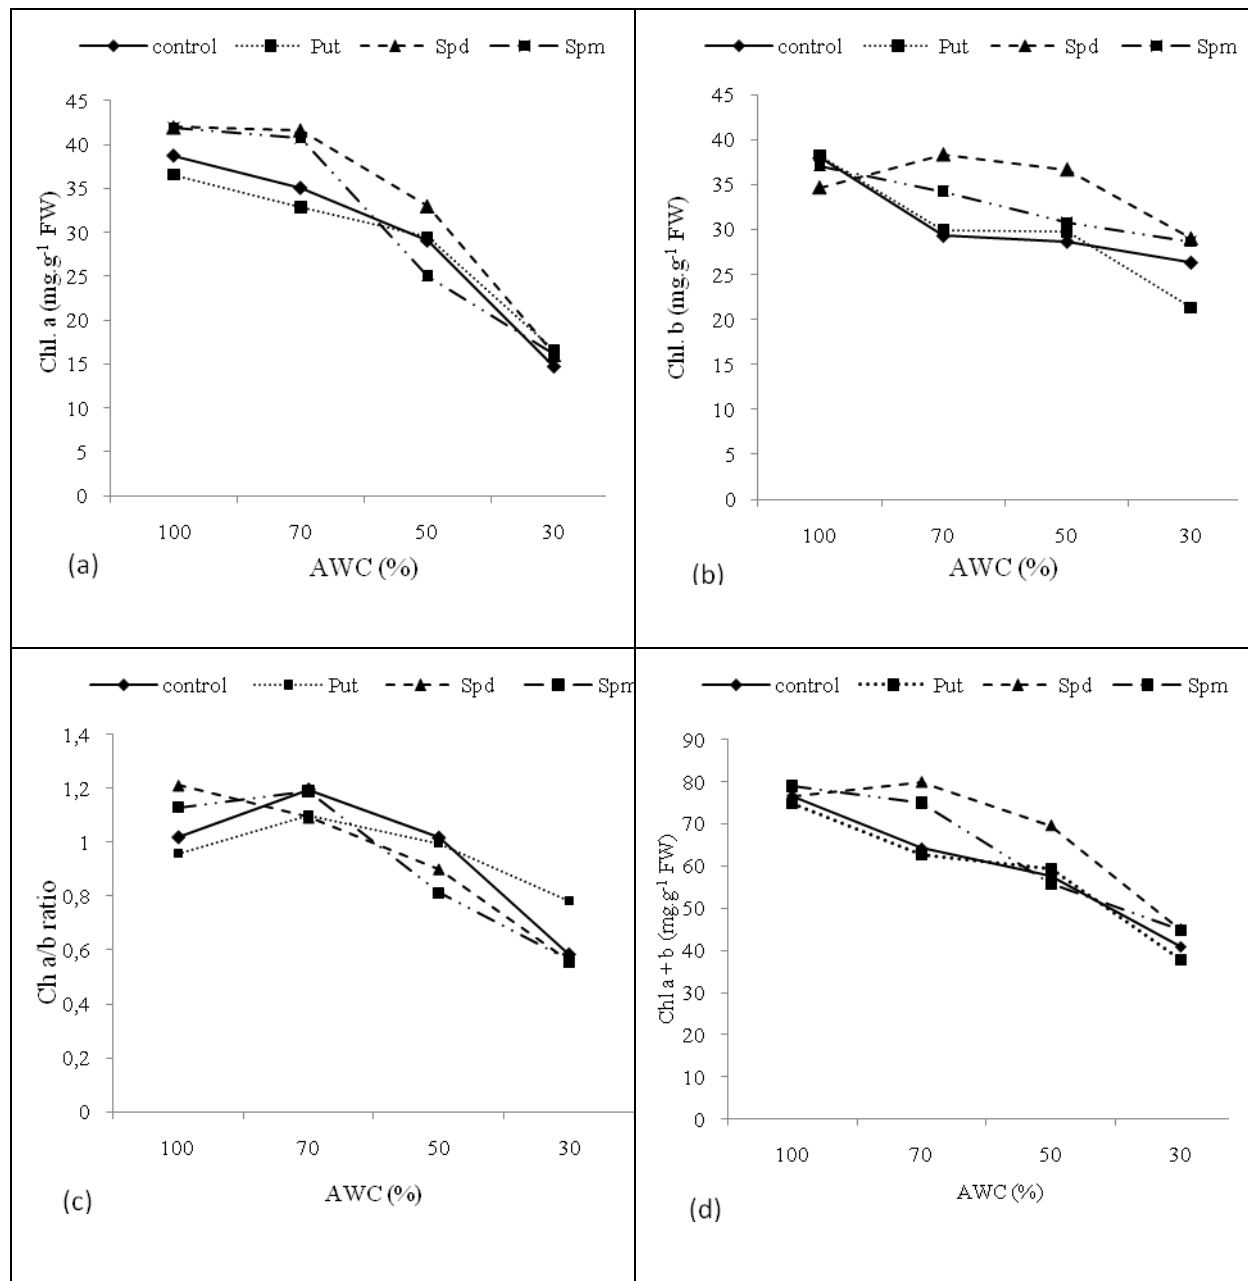 control Put Spd Spm
45
40
35
30
25
20
15
10
5
0
Chl. a (mg.g-1 FW)
100 70 50 30
AWC (%)
(a)
control Put Spd Spm
45
40
35
30
25
20
15
10
5
0
Chl. b (mg.g-1 FW)
100 70 50 30
AWC (%)
(b)
control Put Spd Spm
1,4
1,2
1
0,8
0,6
0,4
0,2
0
Ch a/b ratio
100 70 50 30
AWC (%)
(c)
control Put Spd Spm
90
80
70
60
50
40
30
20
10
0
Chl a + b (mg.g-1 FW)
100 70 50 30
AWC (%)
(d)